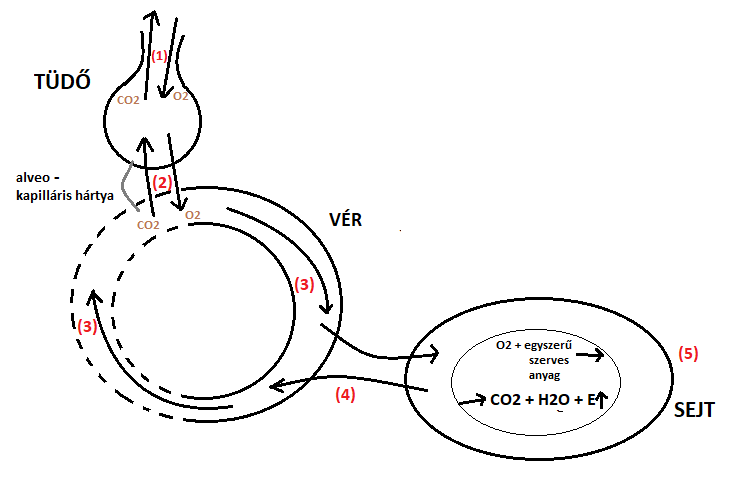 (1)
TÜDŐ
CO2
O2
alveo –
kapilláris hártya
(2)
CO2
O2
VÉR
(3)
(3)
(4)
O2 + egyszerű
szerves
anyag
CO2 + H2O + E
(5)
SEJT